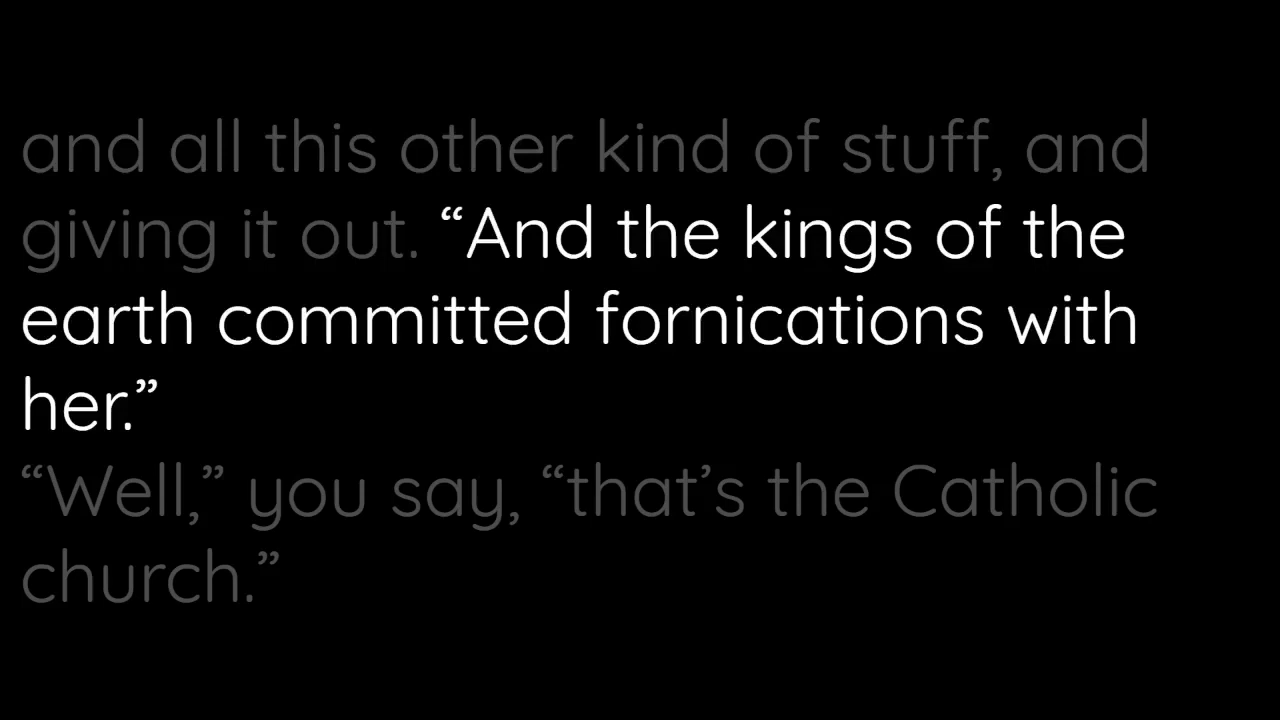 and all this other kind of stuff, and
giving it out. “And the kings of the
earth committed fornications with
her.”
“Well,” you say, “that’s the Catholic
church.”